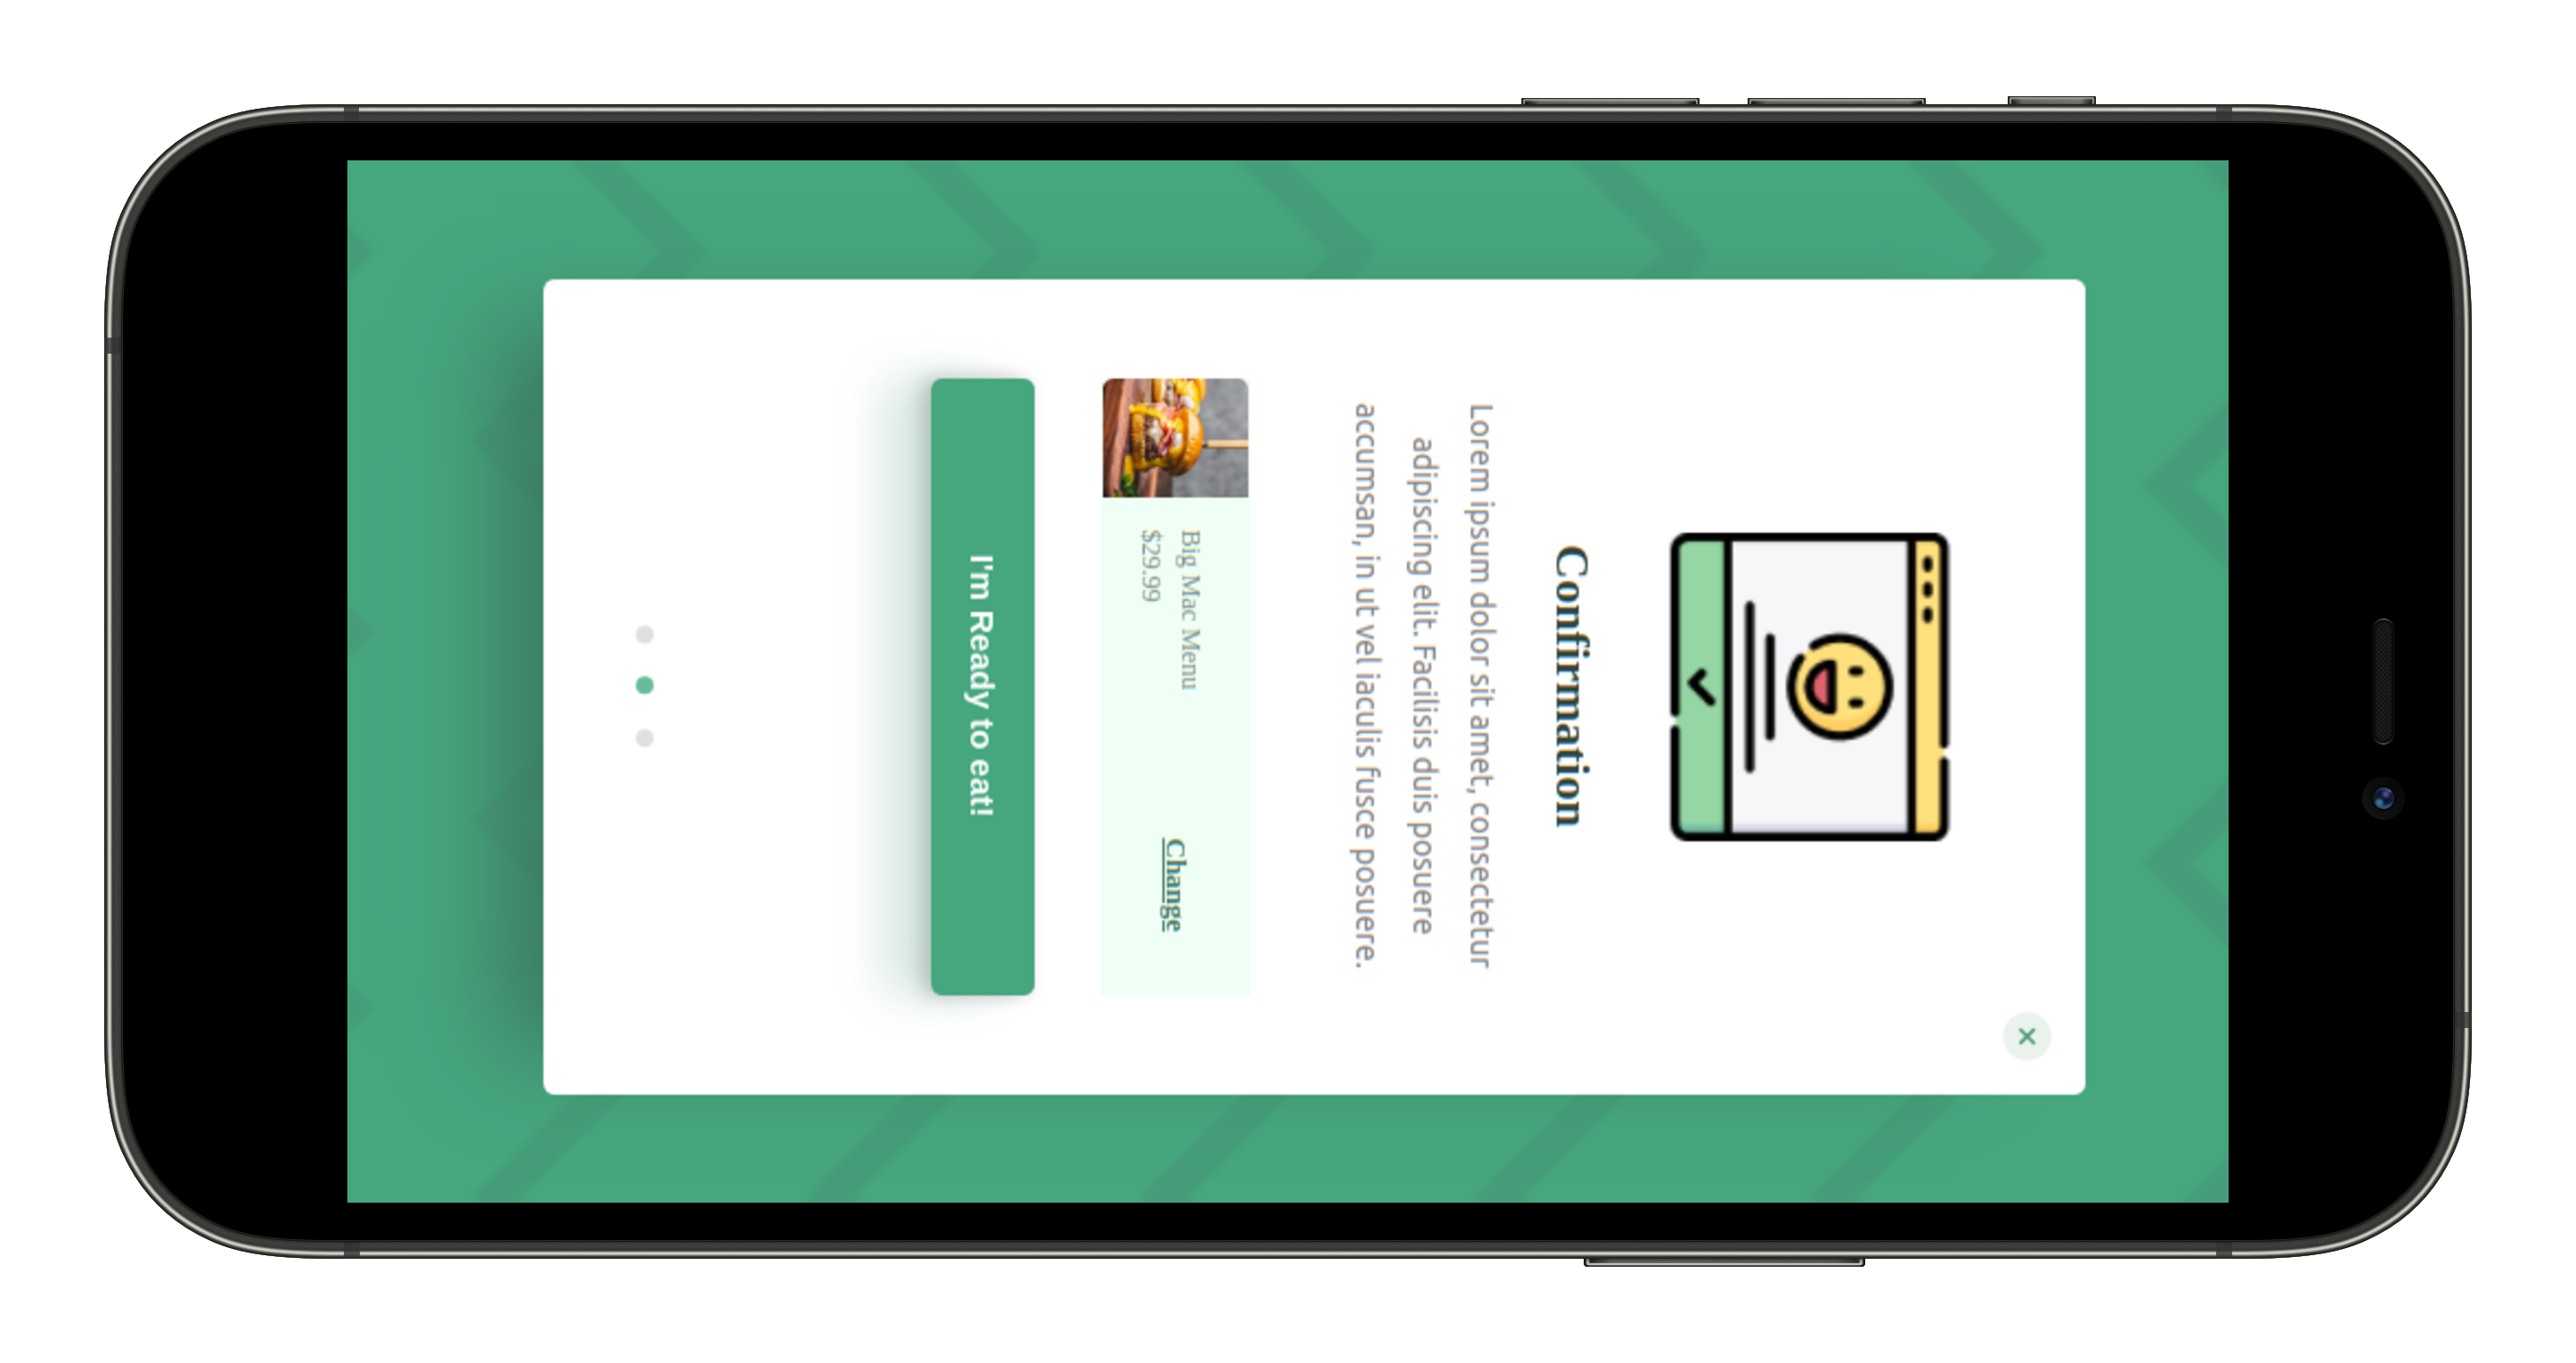 Confirmation
Lorem ipsum dolor sit amet, consectetur
adipiscing elit. Facilisis duis posuere
accumsan, in ut vel iaculis fusce posuere.
Big Mac Menu
$29.99
Change
I'm Ready to eat!